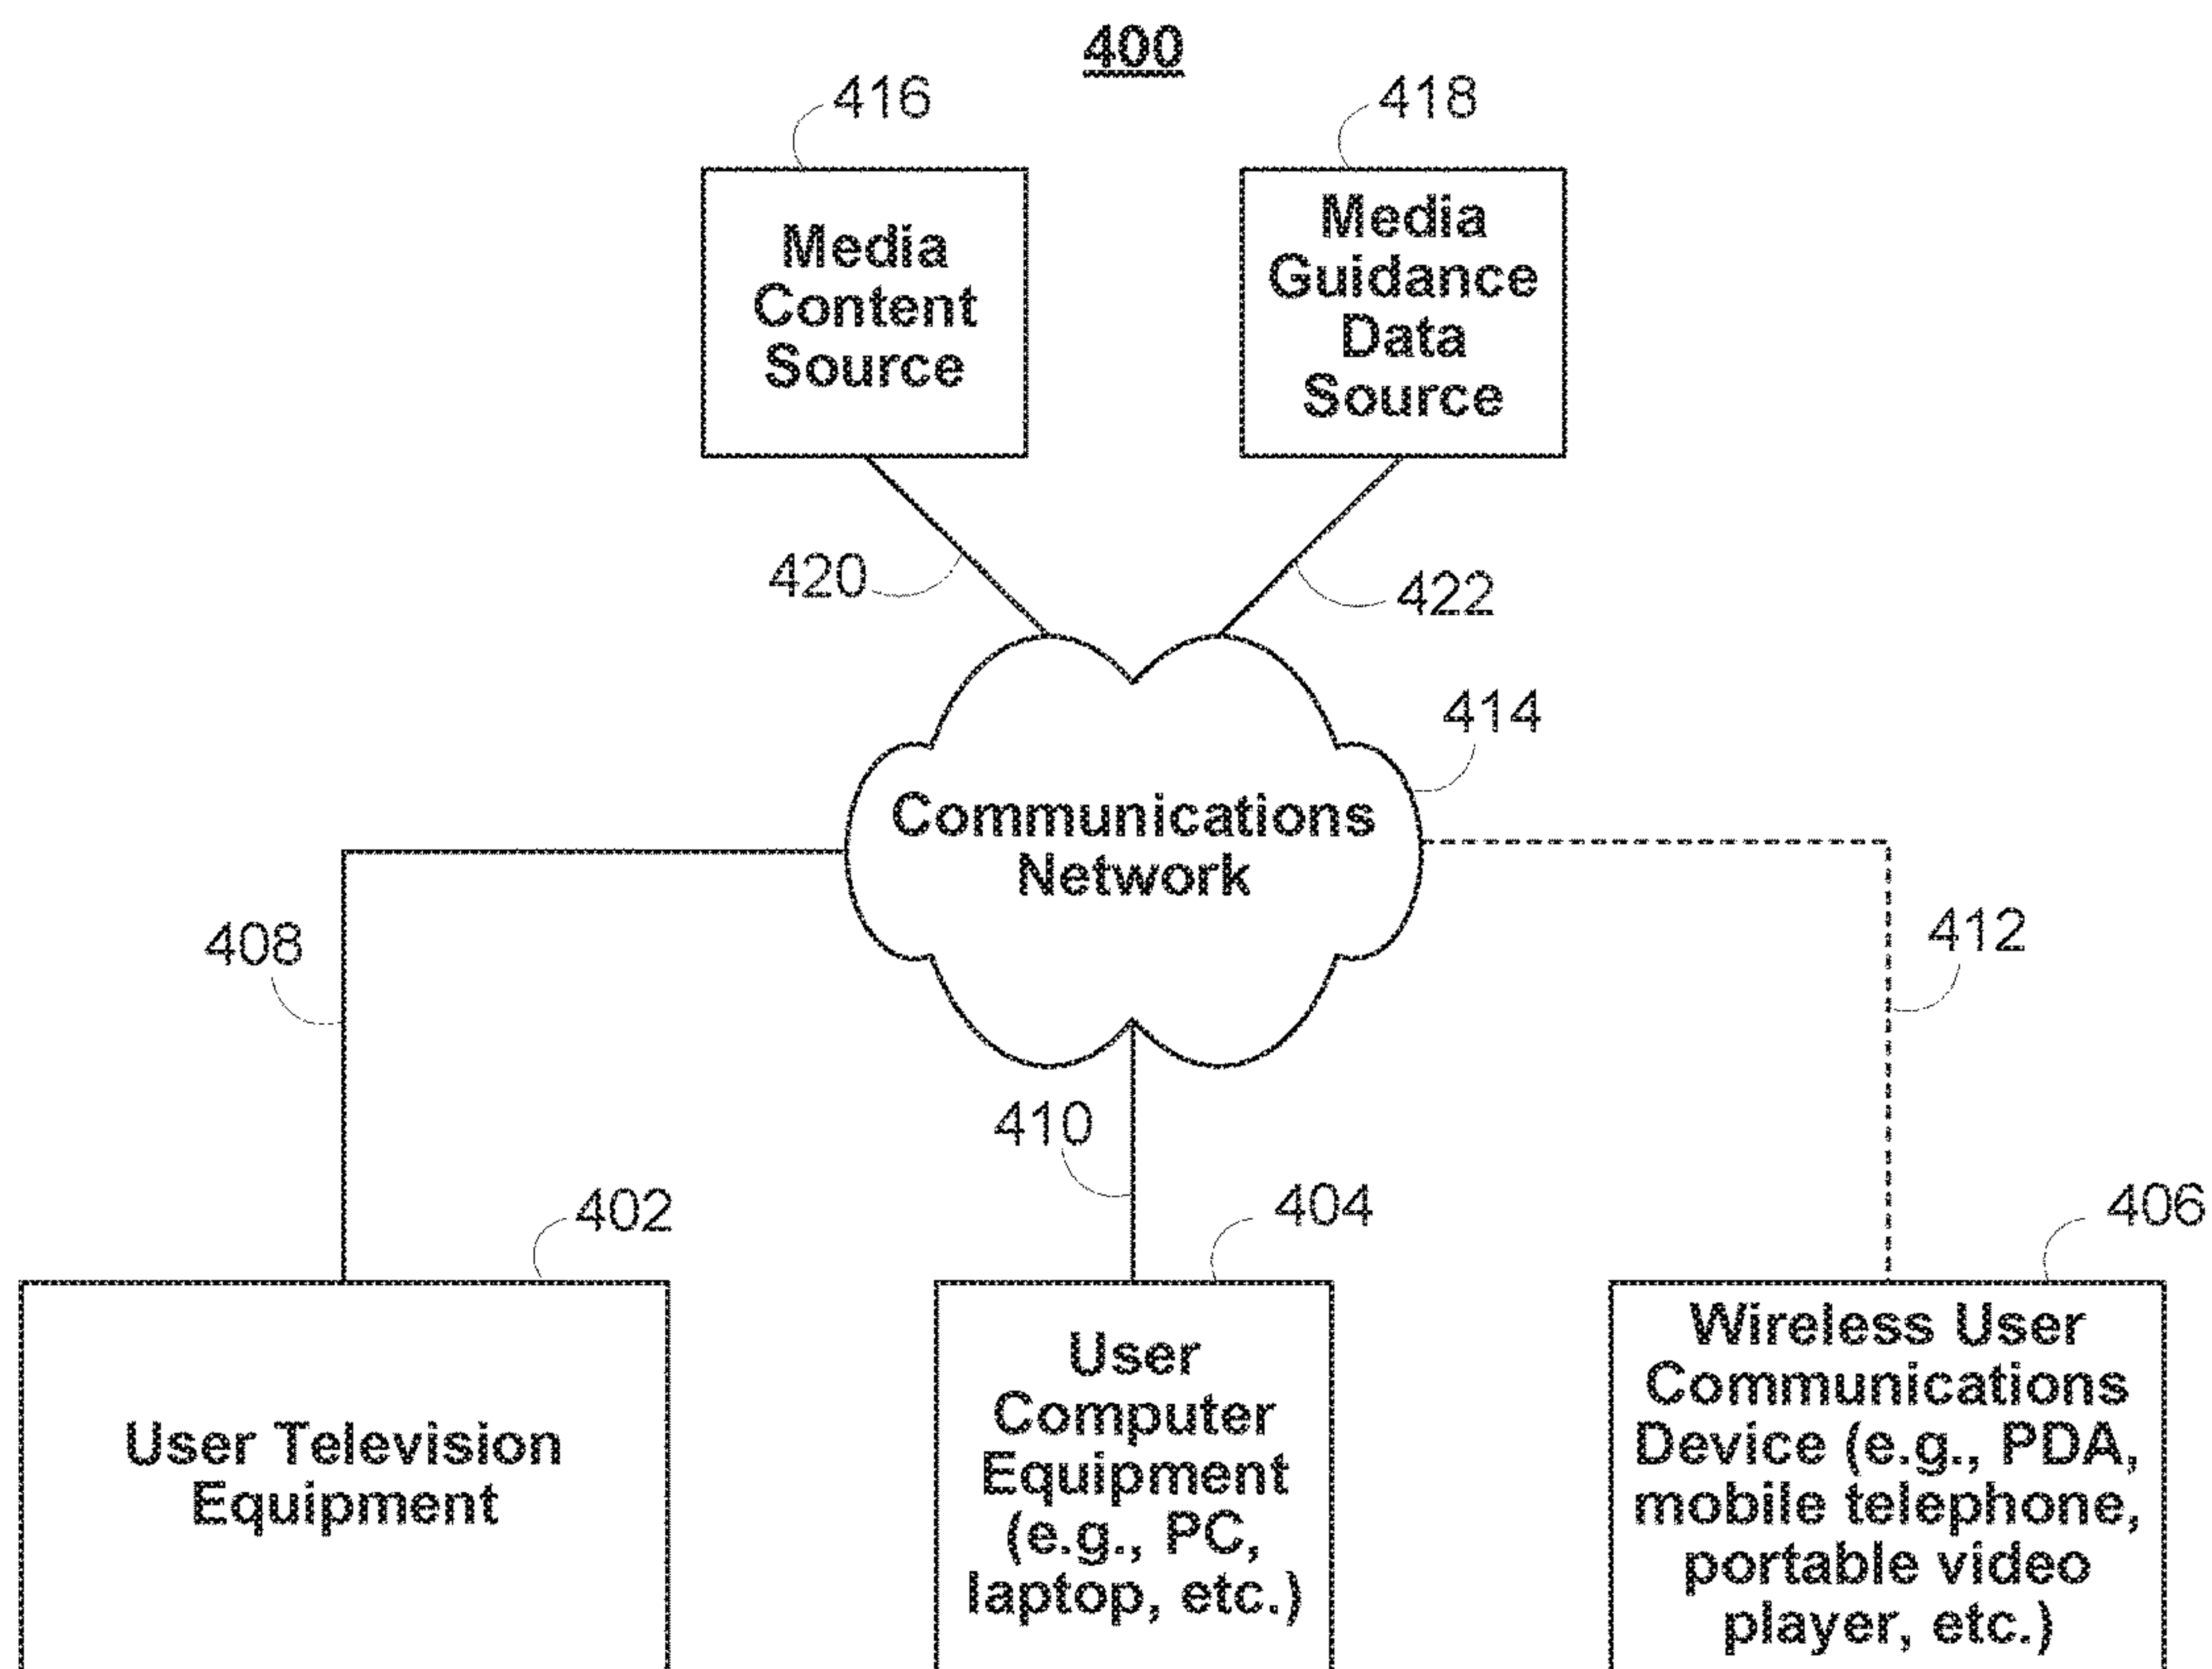 400
416
418
Media
Content
Source
Media
Guidance
Data
Source
420
422
414
Communications
Network
408
412
410
402
404
406
User Television
Equipment
User
Computer
Equipment
(e.g., PC,
laptop, etc.)
Wireless User
Communications
Device (e.g., PDA,
mobile telephone,
portable video
player, etc.)